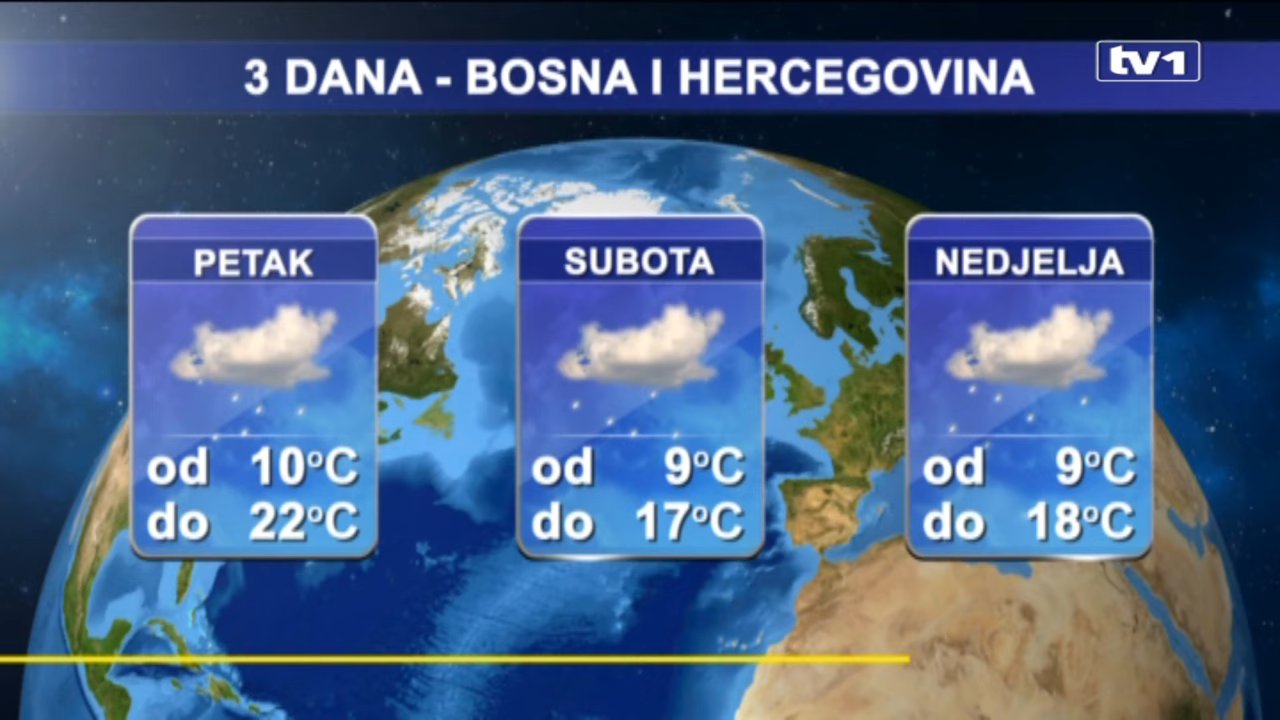 3 DANA - BOSNA I HERCEGOVINA
tv1
PETAK
od 10°C
do 22°C
SUBOTA
od 9°C
do 17°C
NEDJELJA
od 9°C
do 18°C